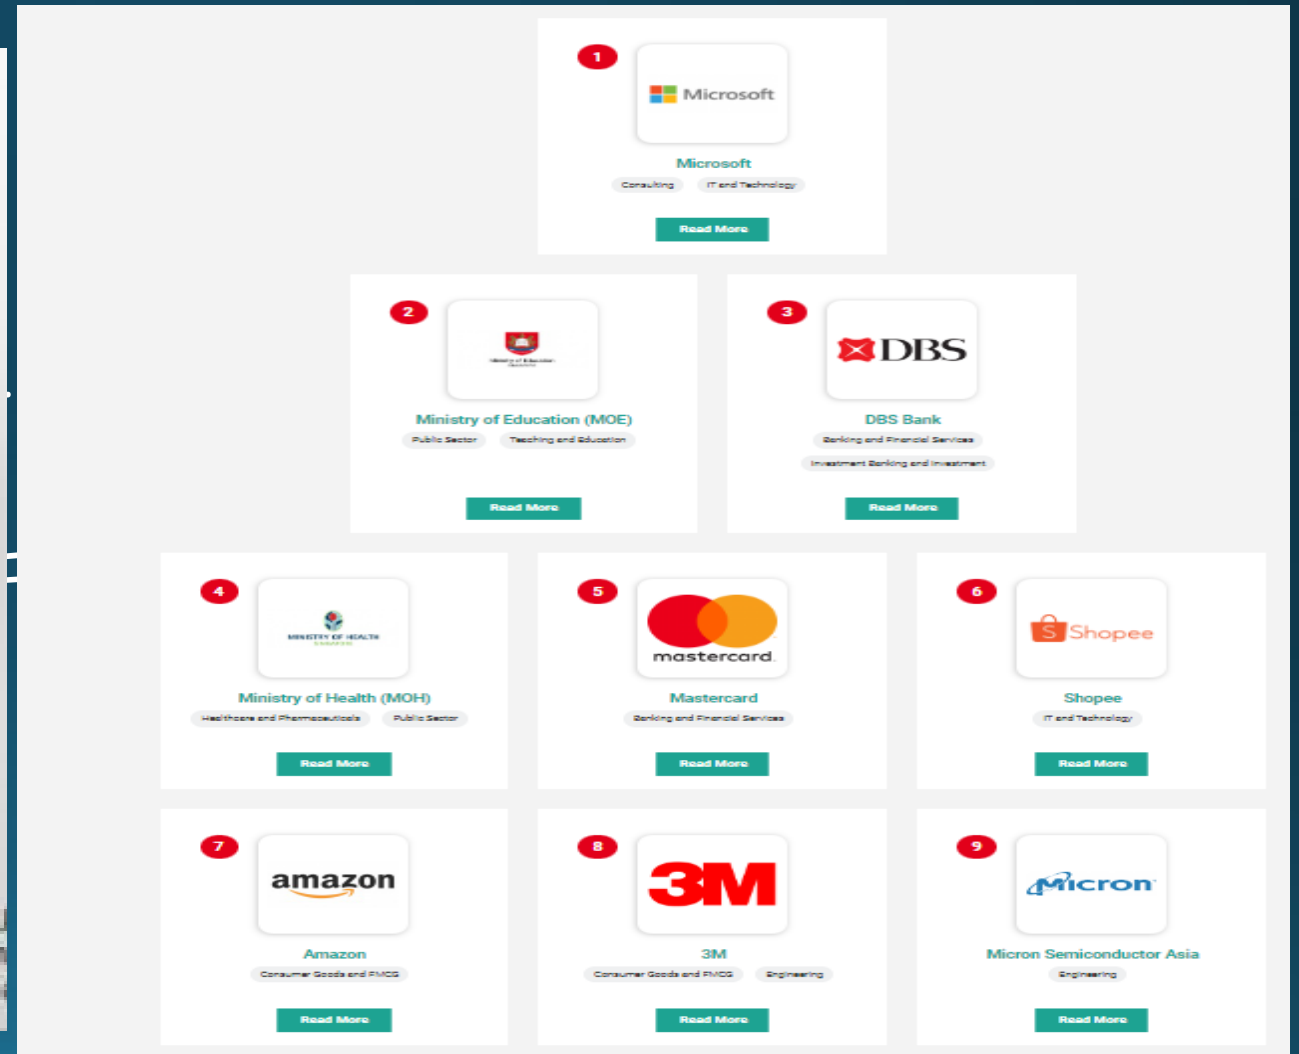 1
Microsoft
Microsoft
Consulting IT and Technology
Read More
2
Ministry of Education
3
DBS
Ministry of Education (MOE)
Public Sector Teaching and Education
Read More
DBS Bank
Banking and Financial Services
Investment Banking and Investment
Read More
4
MINISTRY OF HEALTH
5
mastercard.
6
S Shopee
Ministry of Health (MOH)
Healthcare and Pharmaceuticals Public Sector
Read More
Mastercard
Banking and Financial Services
Read More
Shopee
IT and Technology
Read More
7
amazon
8
3M
9
Micron
Amazon
Consumer Goods and FMCG
Read More
3M
Consumer Goods and FMCG Engineering
Read More
Micron Semiconductor Asia
Engineering
Read More